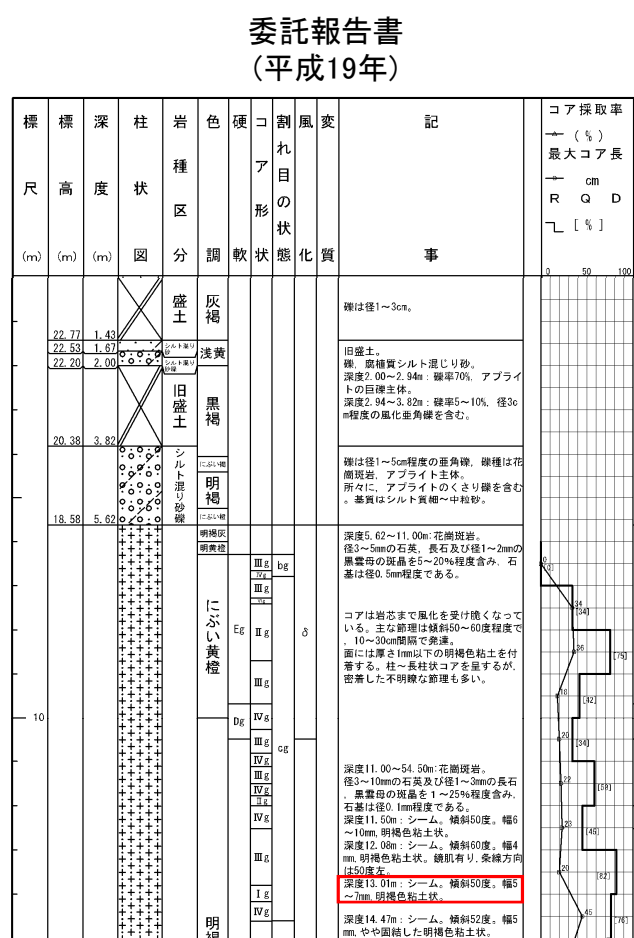 委託報告書
(平成19年)
標尺(m)
標高(m)
深度(m)
柱状図
岩種区分
色調
硬軟
コア形状
割れ目の状態
風化
変質
記事
コア採取率
(%)
最大コア長
cm
R Q D
[%]
0 50 100
盛土
灰褐
礫は径1~3cm。
22.77 1.43
22.53 1.67
シルト混り砂
浅黄
22.20 2.00
シルト混り砂礫
旧盛土。
礫、腐植質シルト混じり砂。
深度2.00~2.94m:礫率70%、アプライ
トの巨礫主体。
深度2.94~3.82m:礫率5~10%、径3c
m程度の風化亜角礫を含む。
旧盛土
黒褐
20.38 3.82
シルト混り砂礫
にぶい橙
明褐
にぶい橙
礫は径1~5cm程度の亜角礫、礫種は花
崗斑岩、アプライト主体。
所々に、アプライトのくさり礫を含む
。基質はシルト質細~中粒砂。
18.58 5.62
明褐灰
明黄橙
深度5.62~11.00m:花崗斑岩。
径3~5mmの石英、長石及び径1~2mmの
黒雲母の斑晶を5~20%程度含み、石
基は径0.5mm程度である。
Ⅲg
bg
Ⅳg
Ⅲg
にぶい黄橙
Eg
Ⅱg
δ
コアは岩芯まで風化を受け脆くなって
いる。主な節理は傾斜50~60度程度で
、10~30cm間隔で発達。
面には厚さ1mm以下の明褐色粘土を付
着する。柱~長柱状コアを呈するが、
密着した不明瞭な節理も多い。
Ⅲg
10
Dg
Ⅳg
Ⅲg
cg
Ⅳg
Ⅲg
Ⅳg
Ⅱg
Ⅳg
Ⅲg
Ⅰg
Ⅳg
明褐
深度11.00~54.50m:花崗斑岩。
径3~10mmの石英及び径1~3mmの長石
、黒雲母の斑晶を1~25%程度含み、
石基は径0.1mm程度である。
深度11.50m:シーム。傾斜50度。幅6
~10mm、明褐色粘土状。
深度12.08m:シーム。傾斜60度。幅4
mm、明褐色粘土状。鏡肌有り、条線方向
は50度左。
深度13.01m:シーム。傾斜50度。幅5
~7mm、明褐色粘土状。
深度14.47m:シーム。傾斜52度。幅5
mm、やや固結した明褐色粘土状。
0
[0]
34
[34]
36
[75]
18
[42]
20
[34]
22
[59]
23
[46]
20
[82]
45
[76]